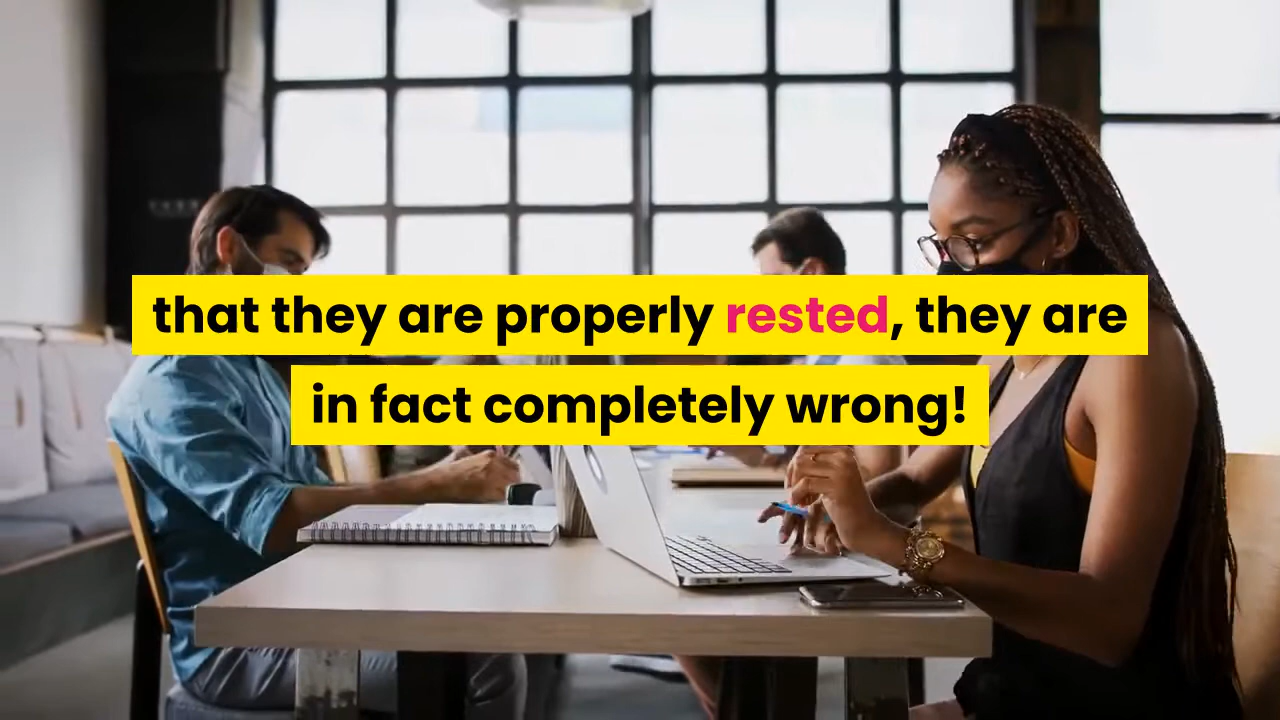 that they are properly rested, they are
in fact completely wrong!